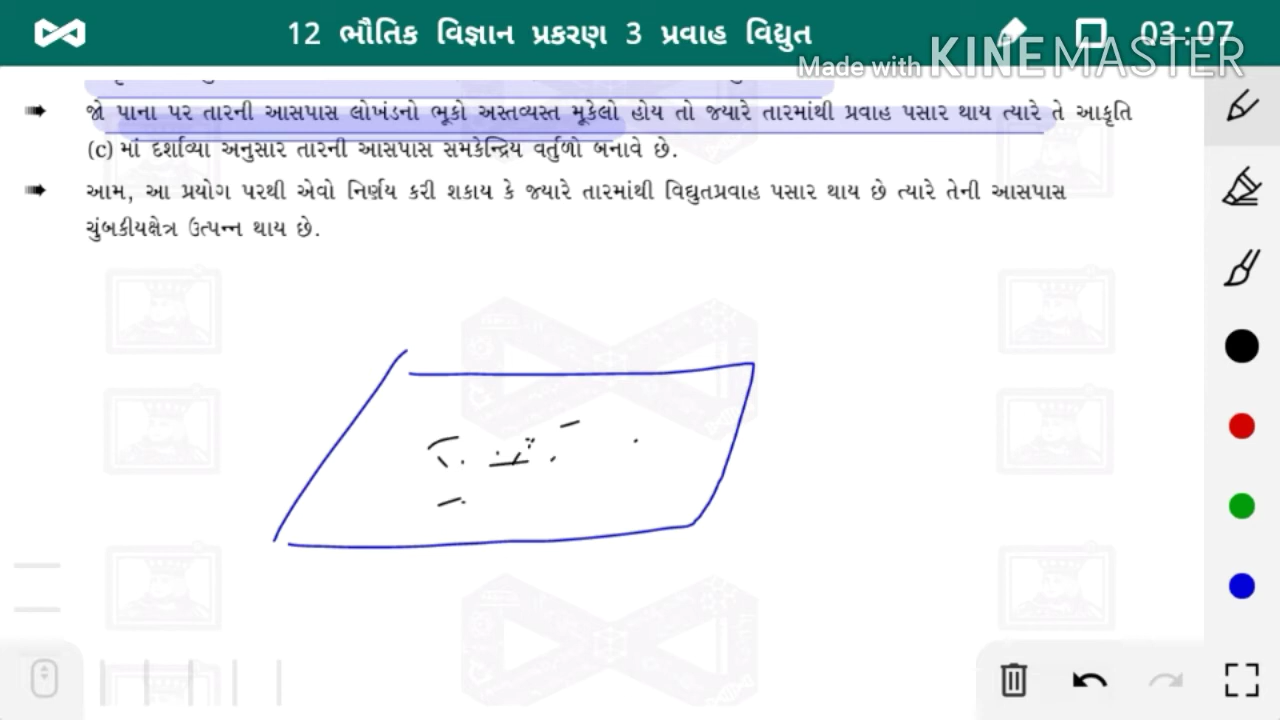 12 ભૌતિક વિજ્ઞાન પ્રકરણ 3 પ્રવાહ વિદ્યુત
03:07
Made with KINEMASTER
જો પાના પર તારની આસપાસ લોખંડનો ભૂકો અસ્તવ્યસ્ત મૂકેલો હોય તો જ્યારે તારમાંથી પ્રવાહ પસાર થાય ત્યારે તે આકૃતિ
(c) માં દર્શાવ્યા અનુસાર તારની આસપાસ સમકેન્દ્રિય વર્તુળો બનાવે છે.
આમ, આ પ્રયોગ પરથી એવો નિર્ણય કરી શકાય કે જ્યારે તારમાંથી વિદ્યુતપ્રવાહ પસાર થાય છે ત્યારે તેની આસપાસ
ચુંબકીયક્ષેત્ર ઉત્પન્ન થાય છે.